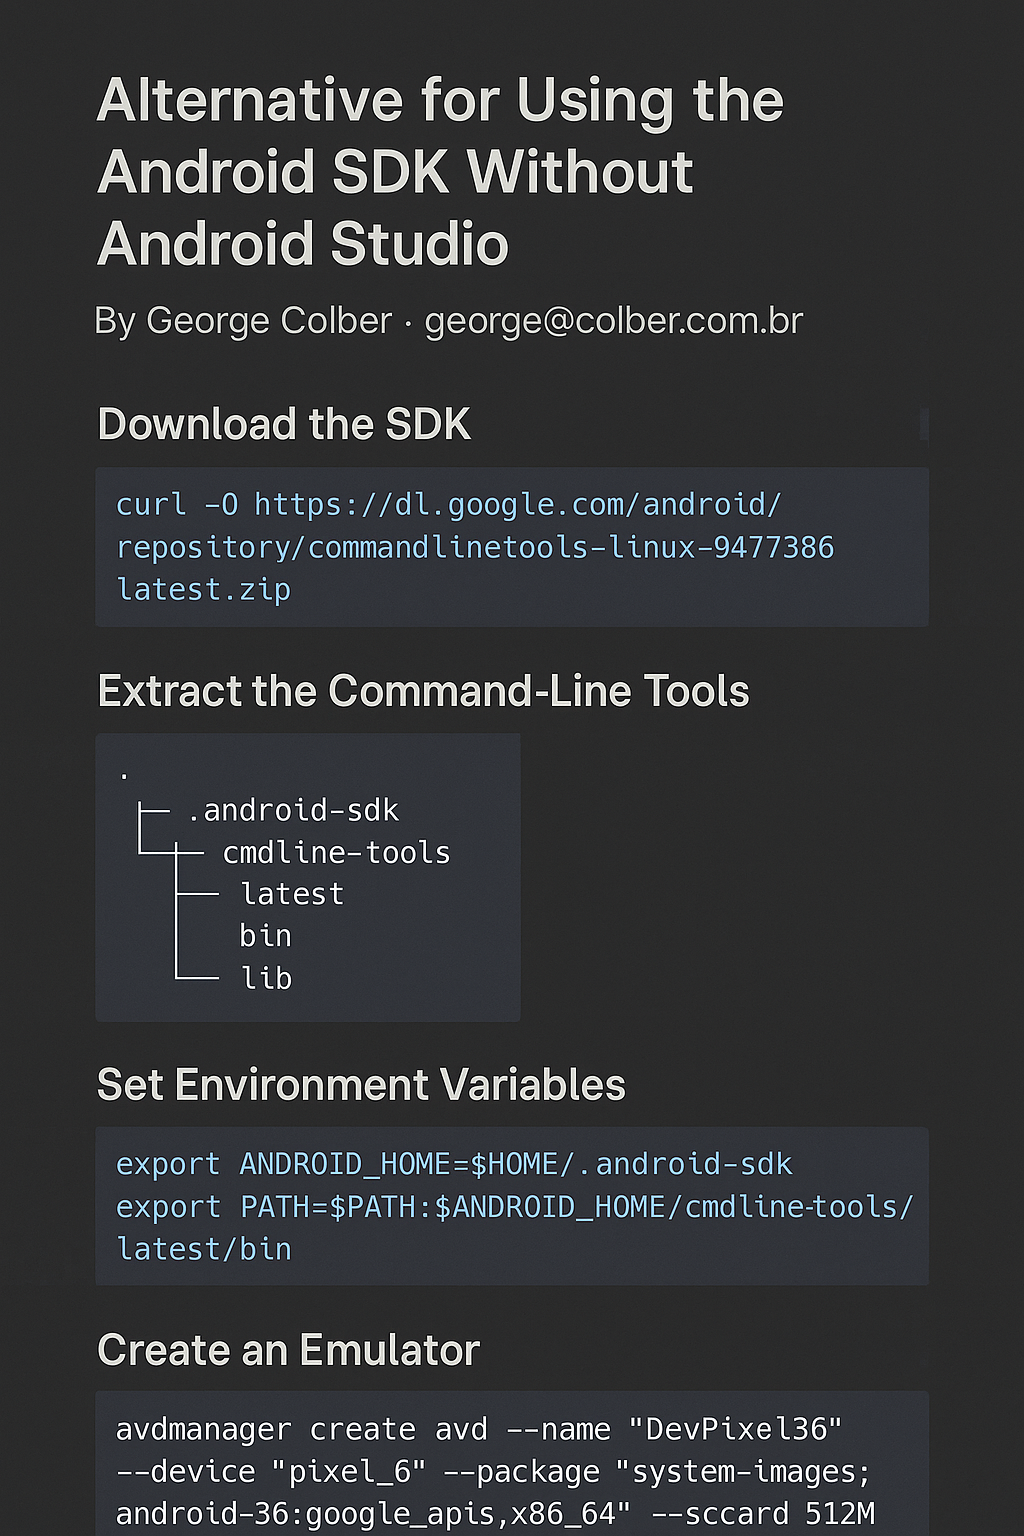 Alternative for Using the
Android SDK Without
Android Studio
By George Colber · george@colber.com.br
Download the SDK
curl -O https://dl.google.com/android/
repository/commandlinetools-linux-9477386
latest.zip
Extract the Command-Line Tools
.
├─ .android-sdk
└── cmdline-tools
├── latest
bin
└── lib
Set Environment Variables
export ANDROID_HOME=$HOME/.android-sdk
export PATH=$PATH:$ANDROID_HOME/cmdline-tools/
latest/bin
Create an Emulator
avdmanager create avd --name "DevPixel36"
--device "pixel_6" --package "system-images;
android-36:google_apis,x86_64" --sccard 512M